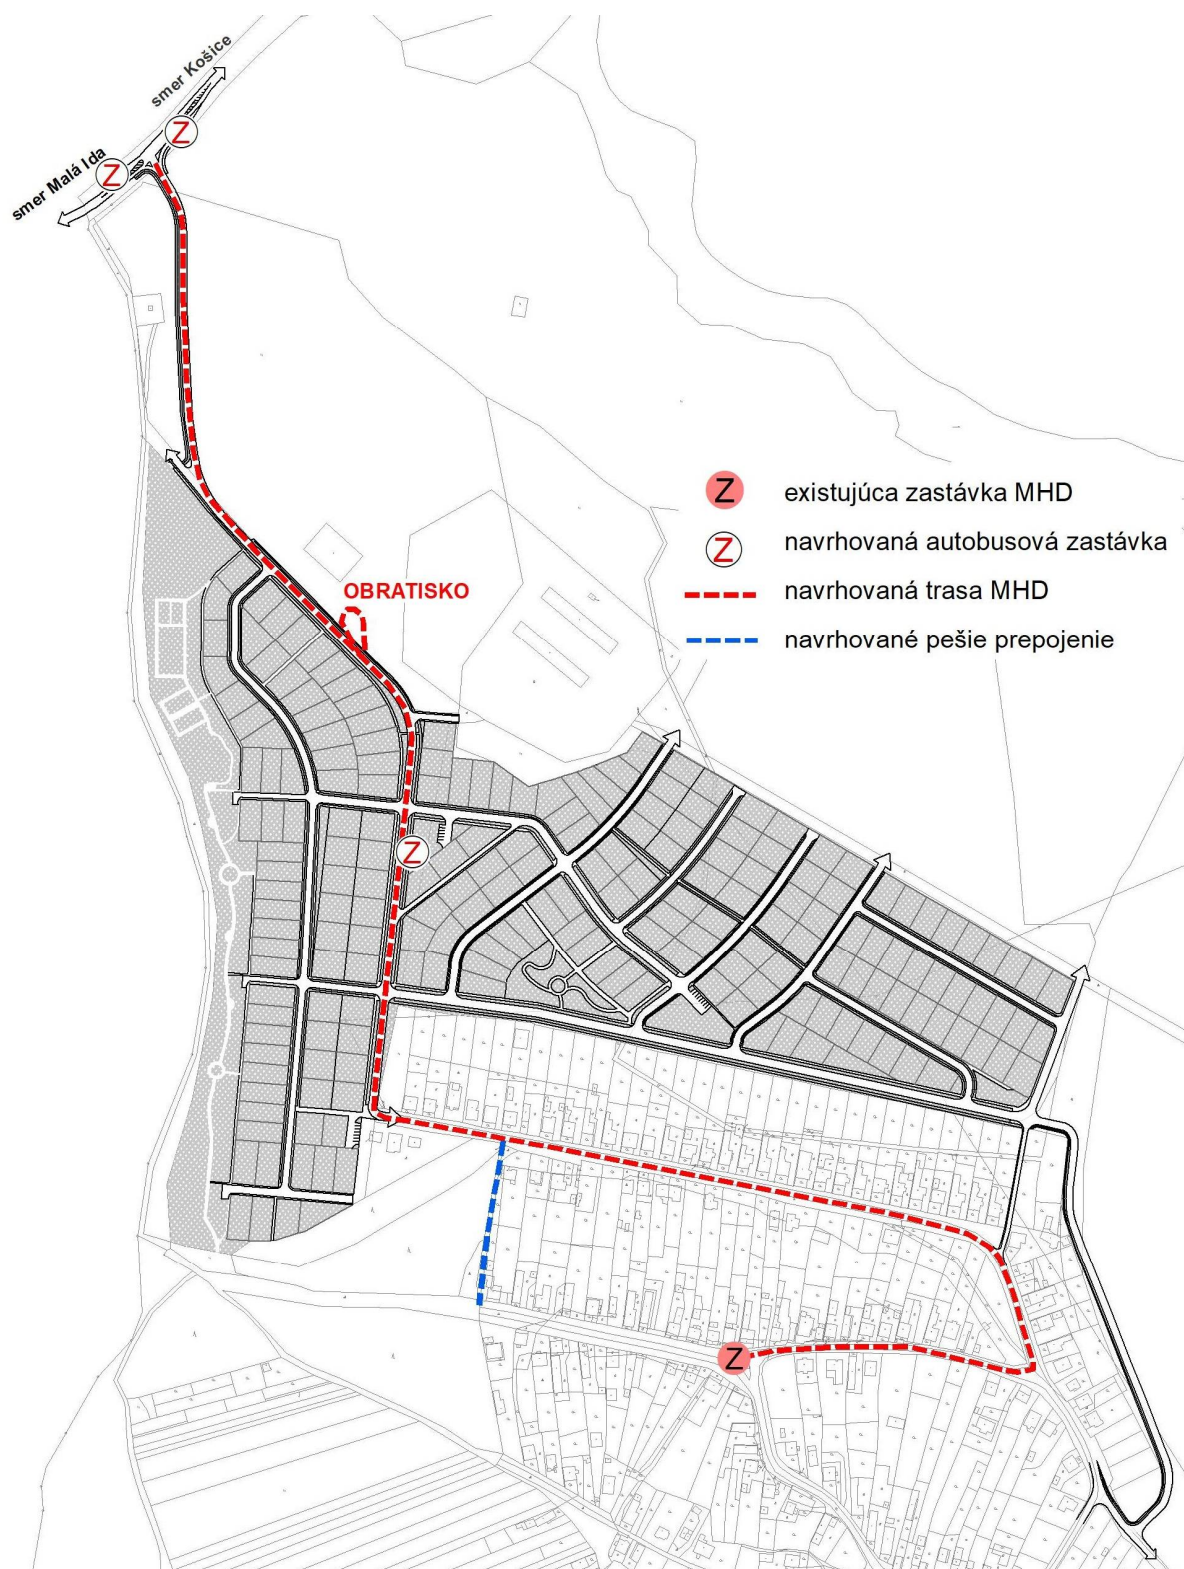 smer Košice
Z
smer Malá Ida
Z
Z existujúca zastávka MHD
Z navrhovaná autobusová zastávka
navrhovaná trasa MHD
navrhované pešie prepojenie
OBRATISKO
Z
Z